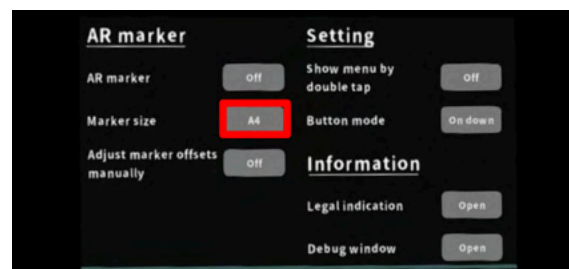 AR marker
AR marker Off
Marker size A4
Adjust marker offsets
manually Off
Setting
Show menu by
double tap Off
Button mode On down
Information
Legal indication Open
Debug window Open